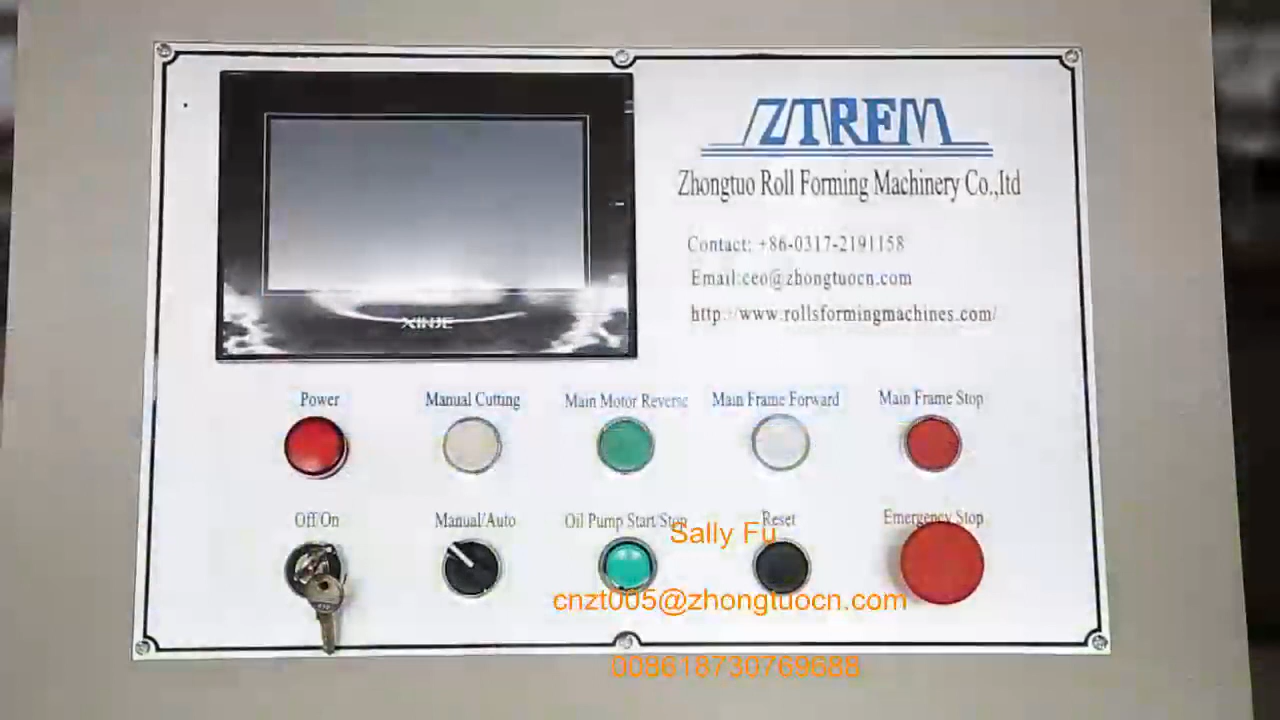 ZTRFM
Zhongtuo Roll Forming Machinery Co.,ltd
Contact: +86-0317-2191158
Email:ceo@zhongtuocn.com
http://www.rollsformingmachines.com/
XINJE
Power
Manual Cutting
Main Motor Reverse
Main Frame Forward
Main Frame Stop
Off/On
Manual/Auto
Oil Pump Start/Stop
Reset
Emergency Stop
Sally Fu
cnzt005@zhongtuocn.com
008618730769688